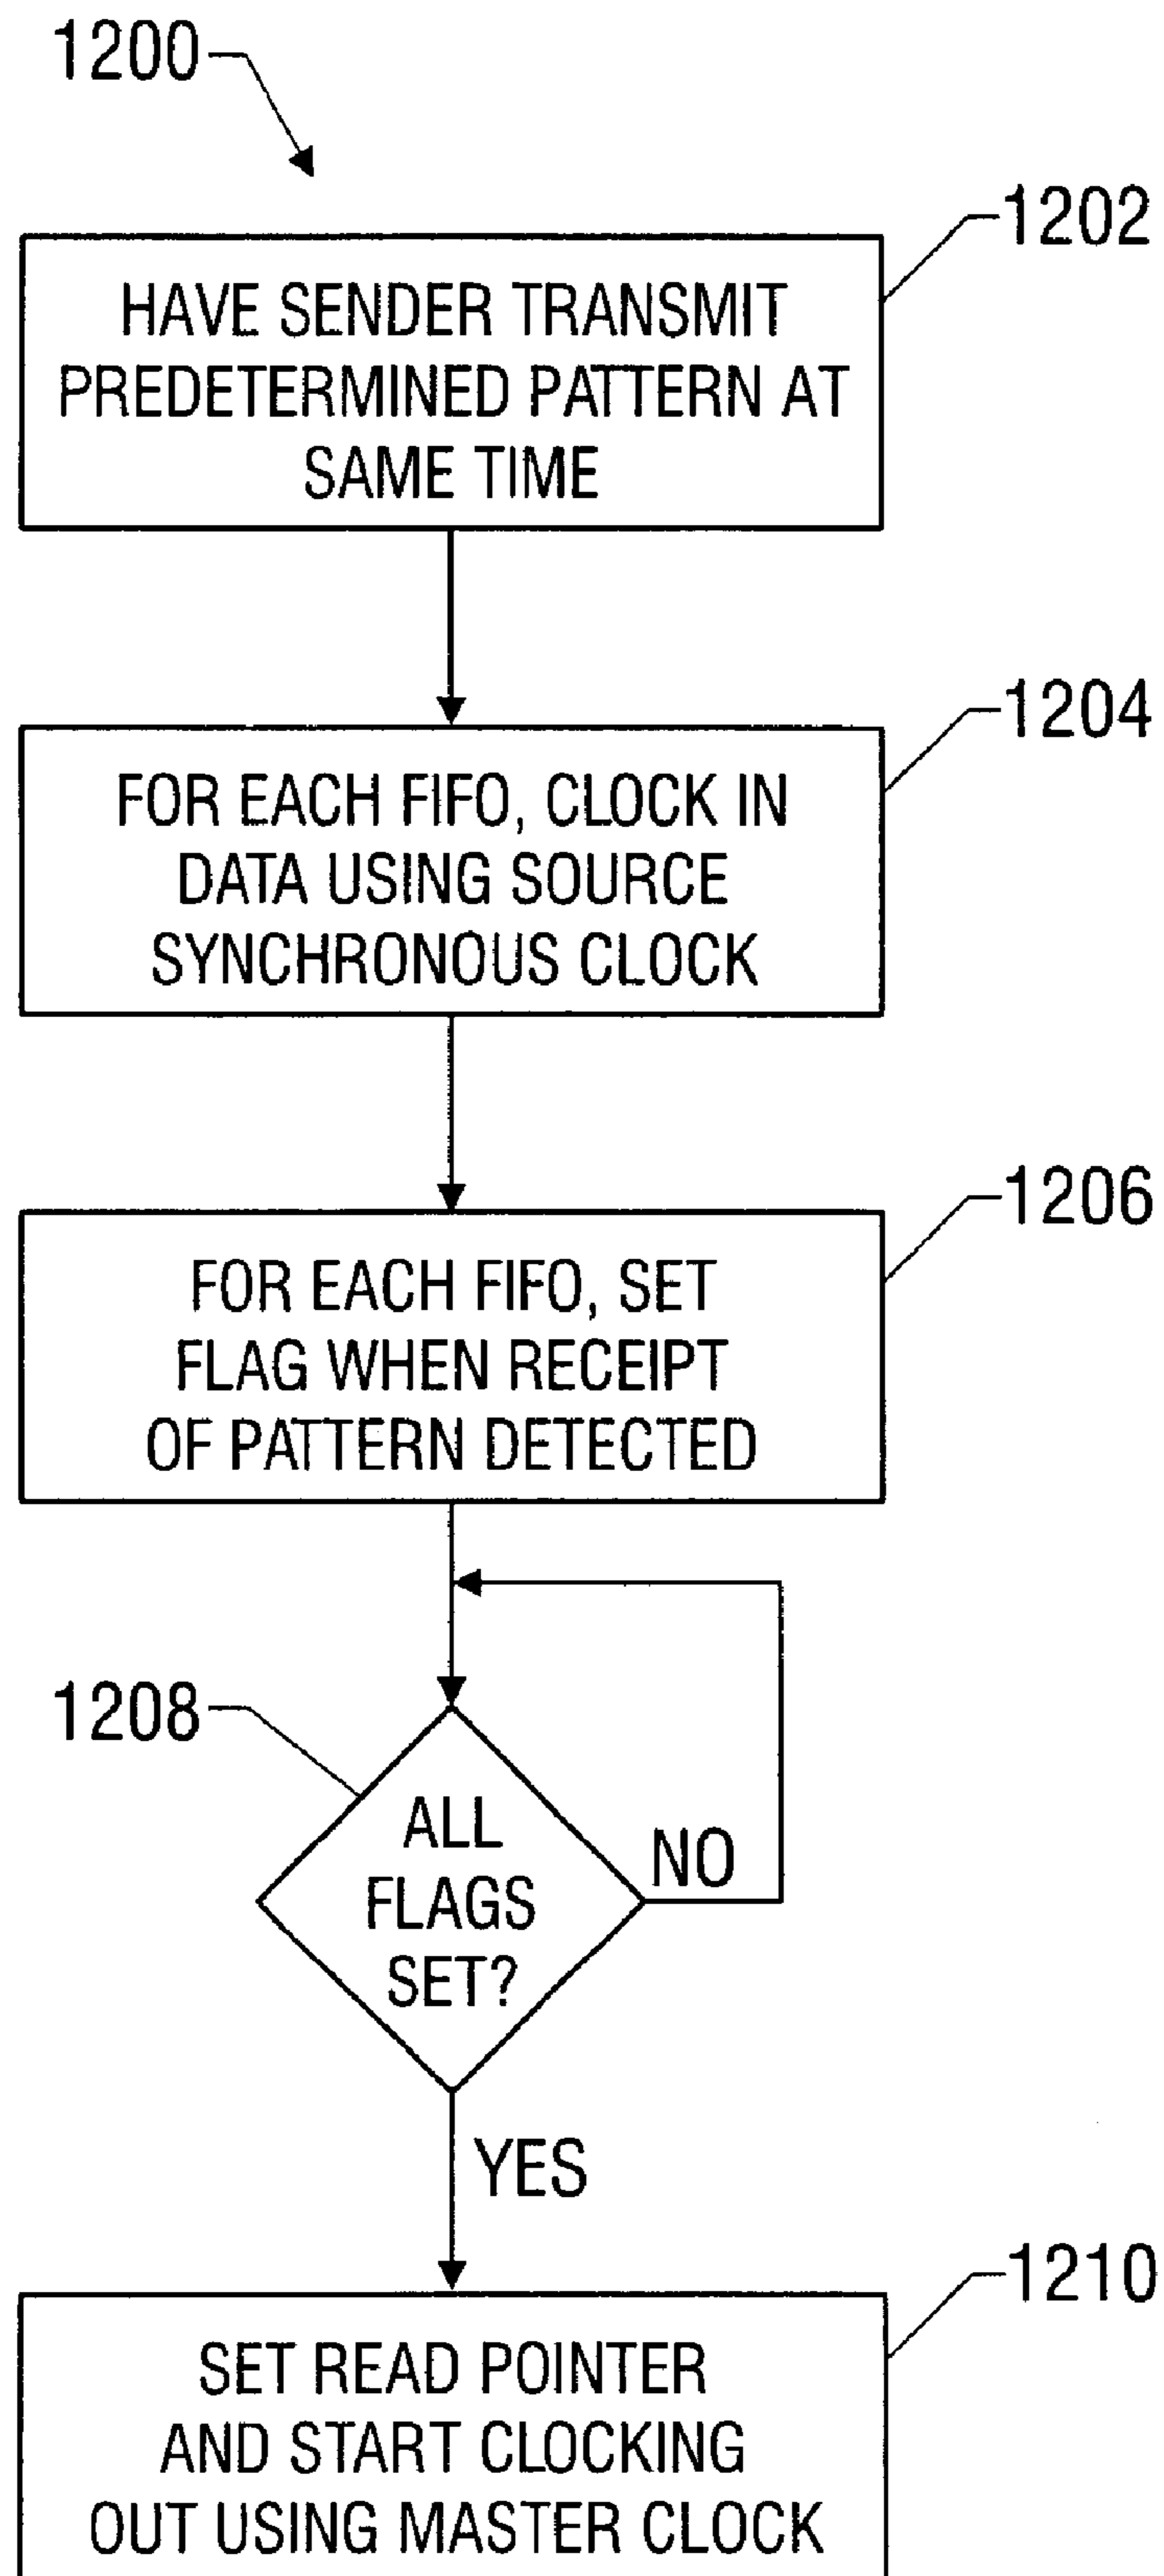 1200
1202
HAVE SENDER TRANSMIT
PREDETERMINED PATTERN AT
SAME TIME
1204
FOR EACH FIFO, CLOCK IN
DATA USING SOURCE
SYNCHRONOUS CLOCK
1206
FOR EACH FIFO, SET
FLAG WHEN RECEIPT
OF PATTERN DETECTED
1208
ALL
FLAGS
SET?
NO
YES
1210
SET READ POINTER
AND START CLOCKING
OUT USING MASTER CLOCK